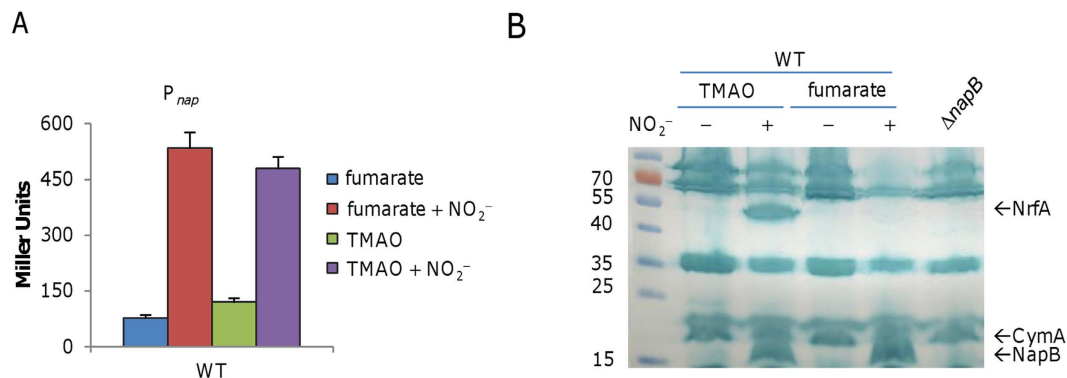 A
P nap
600
450
300
150
0
Miller Units
WT
fumarate
fumarate + NO₂⁻
TMAO
TMAO + NO₂⁻
B
WT
TMAO fumarate
NO₂⁻ – + – + ΔnapB
70
55
40
35
25
15
←NrfA
←CymA
←NapB